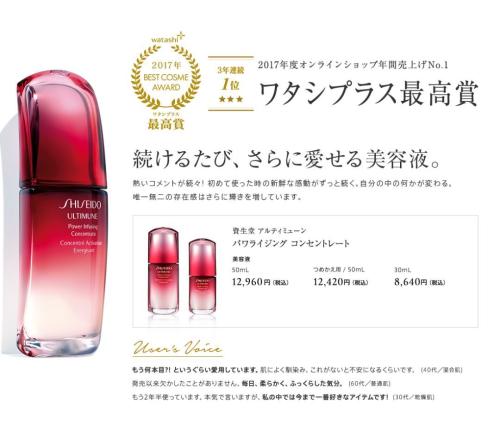 watashi+
2017年
BEST COSME
AWARD
ワタシプラス
最高賞
3年連続
1位
★★★
2017年度オンラインショップ年間売上げNo.1
ワタシプラス最高賞
続けるたび、さらに愛せる美容液。
熱いコメントが続々! 初めて使った時の新鮮な感動がずっと続く、自分の中の何かが変わる、
唯一無二の存在感はさらに輝きを増しています。
SHISEIDO
ULTIMUNE
Power Infusing
Concentrate
Concentré Activateur
Energisant
資生堂 アルティミューン
パワライジング コンセントレート
美容液
50mL つめかえ用 / 50mL 30mL
12,960円(税込) 12,420円(税込) 8,640円(税込)
User's Voice
もう何本目?! というぐらい愛用しています。肌によく馴染み、これがないと不安になるくらいです。 (40代/混合肌)
発売以来欠かしたことがありません。毎日、柔らかく、ふっくらした気分。 (60代/普通肌)
もう2年半使っています。本気で言いますが、私の中では今まで一番好きなアイテムです! (30代/乾燥肌)